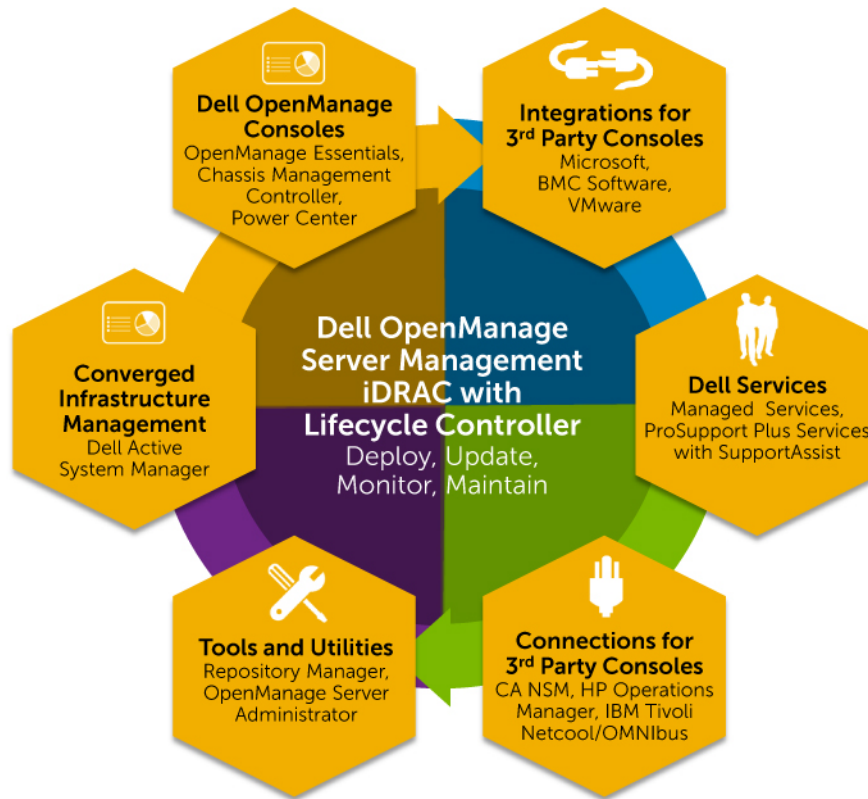 Dell OpenManage
Consoles
OpenManage Essentials,
Chassis Management
Controller,
Power Center
Integrations for
3rd Party Consoles
Microsoft,
BMC Software,
VMware
Converged
Infrastructure
Management
Dell Active
System Manager
Dell OpenManage
Server Management
iDRAC with
Lifecycle Controller
Deploy, Update,
Monitor, Maintain
Dell Services
Managed Services,
ProSupport Plus Services
with SupportAssist
Tools and Utilities
Repository Manager,
OpenManage Server
Administrator
Connections for
3rd Party Consoles
CA NSM, HP Operations
Manager, IBM Tivoli
Netcool/OMNIbus